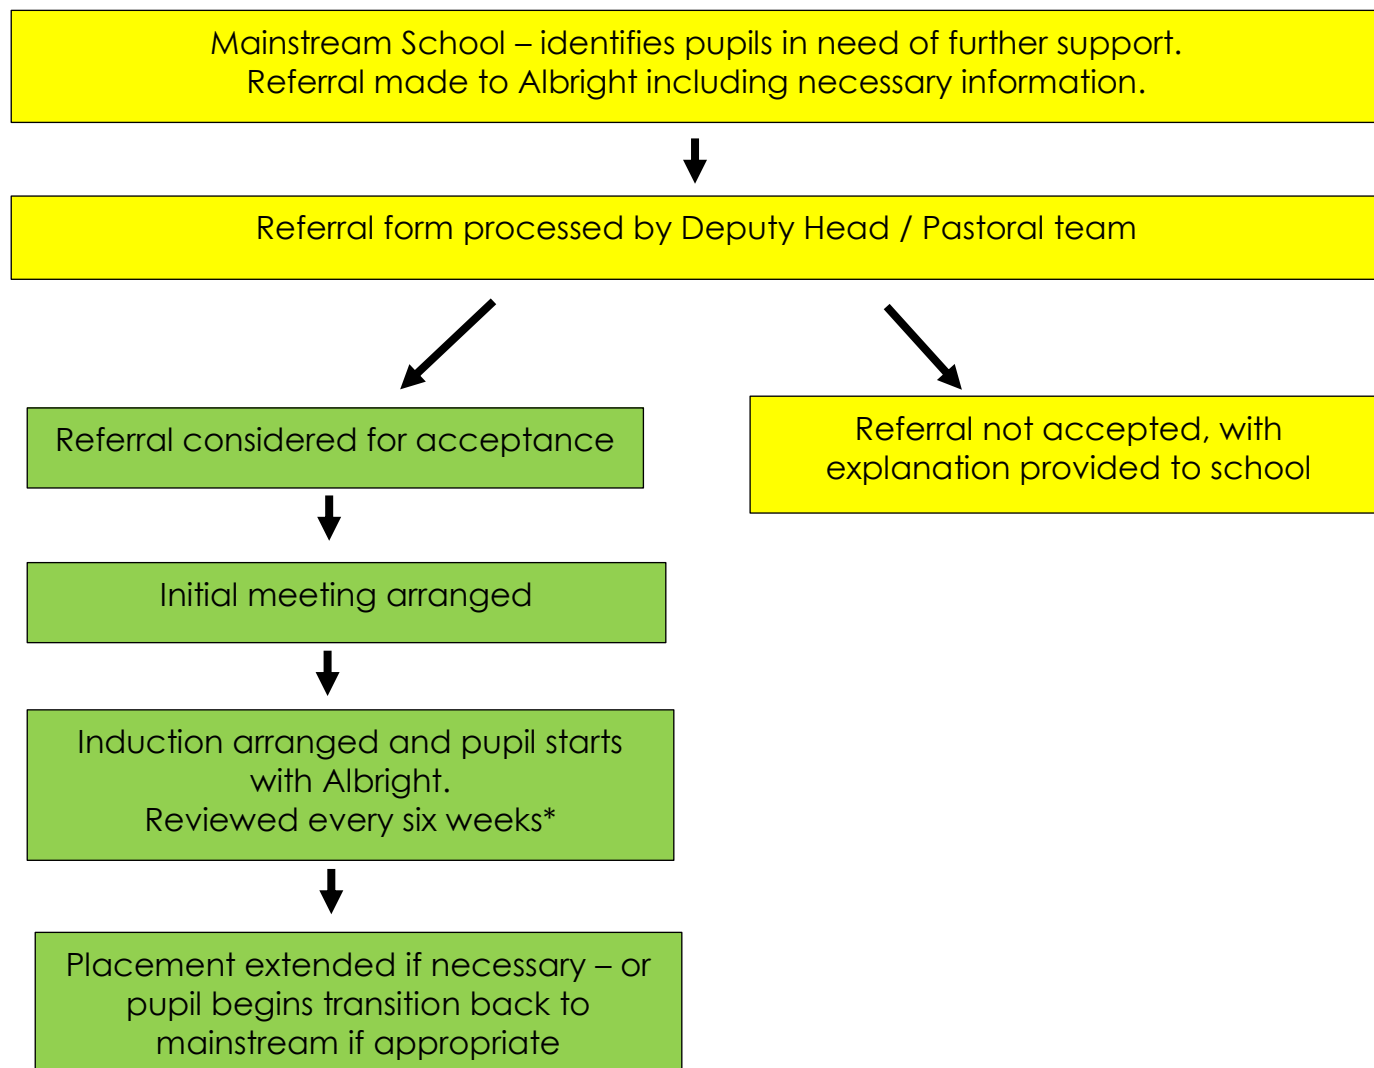 Mainstream School – identifies pupils in need of further support.
Referral made to Albright including necessary information.
Referral form processed by Deputy Head / Pastoral team
Referral considered for acceptance
Referral not accepted, with
explanation provided to school
Initial meeting arranged
Induction arranged and pupil starts
with Albright.
Reviewed every six weeks*
Placement extended if necessary – or
pupil begins transition back to
mainstream if appropriate